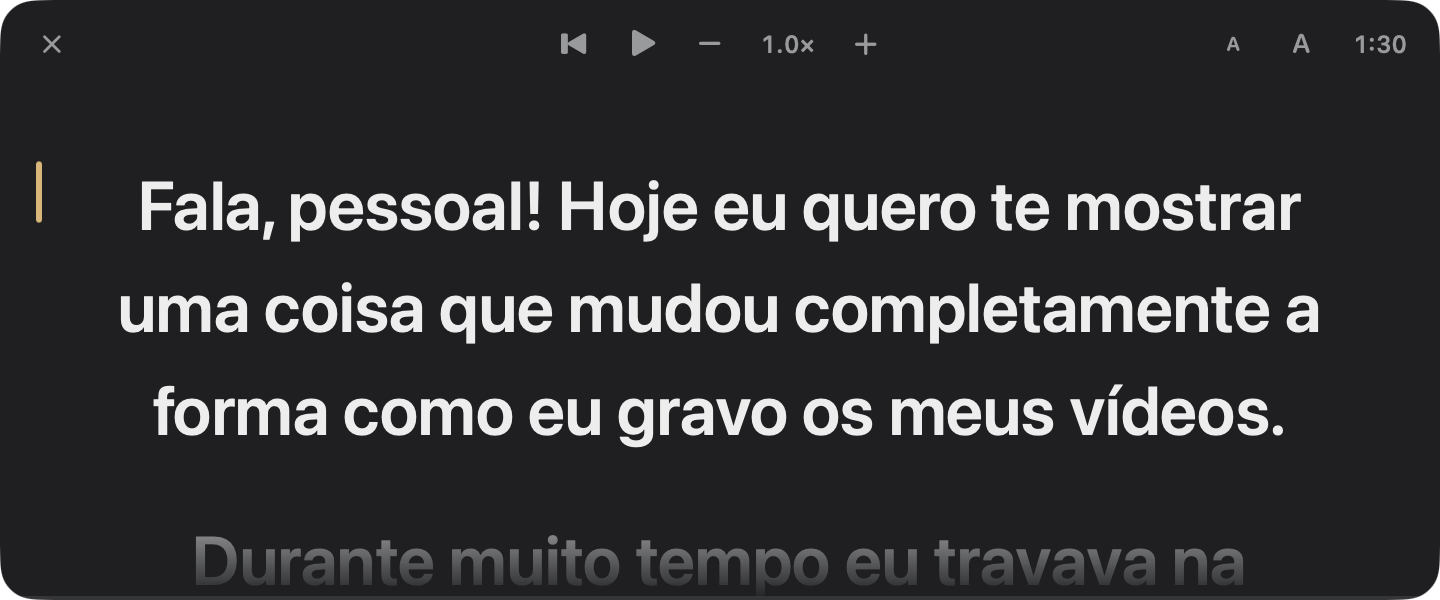 1.0×
A A 1:30
Fala, pessoal! Hoje eu quero te mostrar
uma coisa que mudou completamente a
forma como eu gravo os meus vídeos.
Durante muito tempo eu travava na